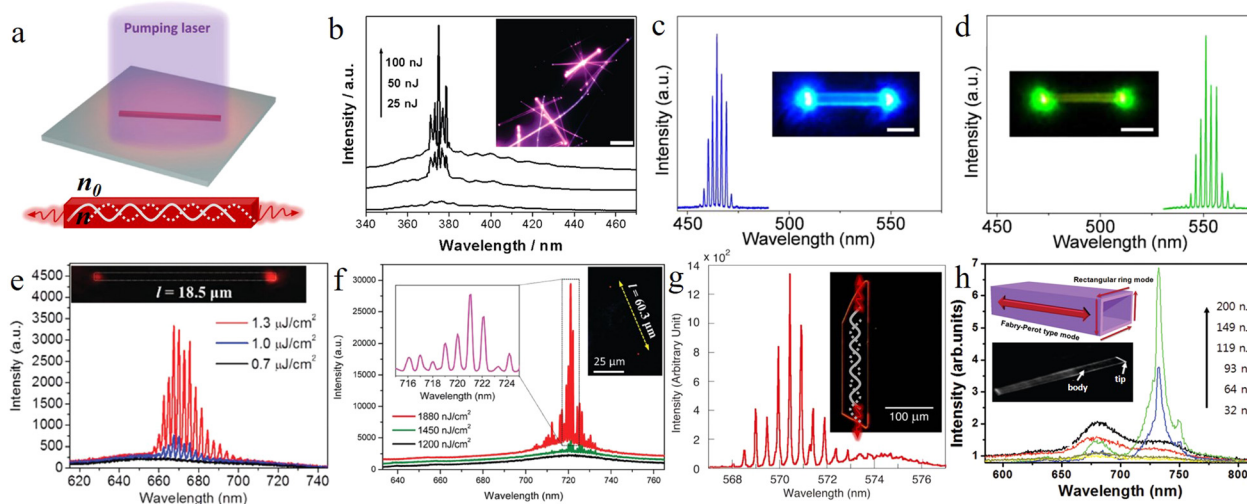 a
Pumping laser
n0
n
b
Intensity / a.u.
100 nJ
50 nJ
25 nJ
340 360 380 400 420 440 460
Wavelength / nm
c
Intensity (a.u.)
450 500 550
Wavelength (nm)
d
Intensity (a.u.)
450 500 550
Wavelength (nm)
e
Intensity (a.u.)
4500
4000
3500
3000
2500
2000
1500
1000
500
0
l = 18.5 μm
1.3 μJ/cm²
1.0 μJ/cm²
0.7 μJ/cm²
620 640 660 680 700 720 740
Wavelength (nm)
f
Intensity (a.u.)
30000
25000
20000
15000
10000
5000
0
716 718 720 722 724
Wavelength (nm)
l = 60.3 μm
25 μm
1880 nJ/cm²
1450 nJ/cm²
1200 nJ/cm²
640 660 680 700 720 740 760
Wavelength (nm)
g
× 10²
Intensity (Arbitrary Unit)
14
12
10
8
6
4
2
0
100 μm
568 570 572 574 576
Wavelength (nm)
h
Intensity (arb.units)
7
6
5
4
3
2
1
Rectangular ring mode
Fabry-Perot type mode
body
tip
200 n.
149 n.
119 n.
93 n.
64 n.
32 n.
600 650 700 750 800
Wavelength (nm)